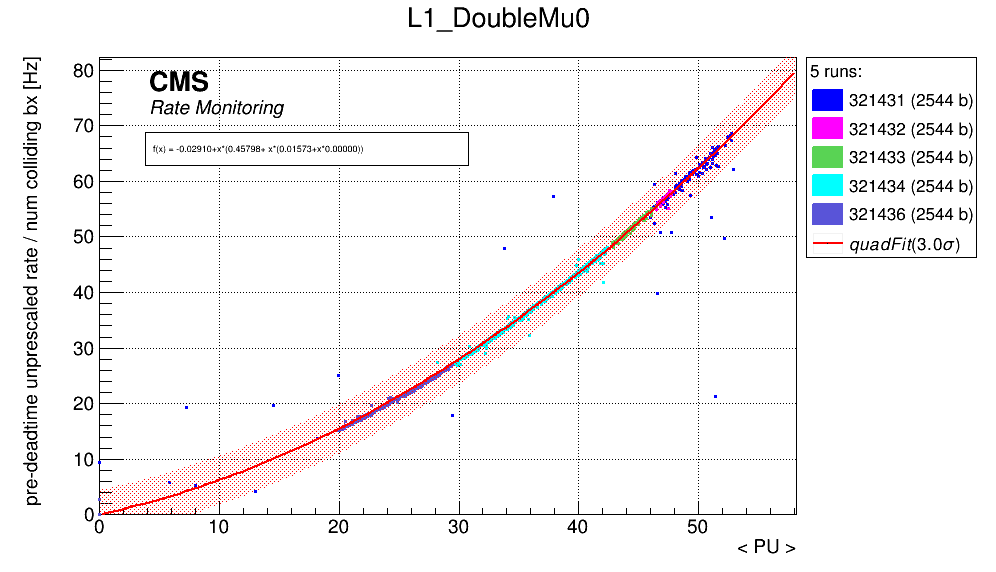 L1_DoubleMu0
pre-deadtime unprescaled rate / num colliding bx [Hz]
CMS
Rate Monitoring
f(x) = -0.02910+x*(0.45798+ x*(0.01573+x*0.00000))
80
70
60
50
40
30
20
10
0
0 10 20 30 40 50
< PU >
5 runs:
321431 (2544 b)
321432 (2544 b)
321433 (2544 b)
321434 (2544 b)
321436 (2544 b)
quadFit(3.0σ)